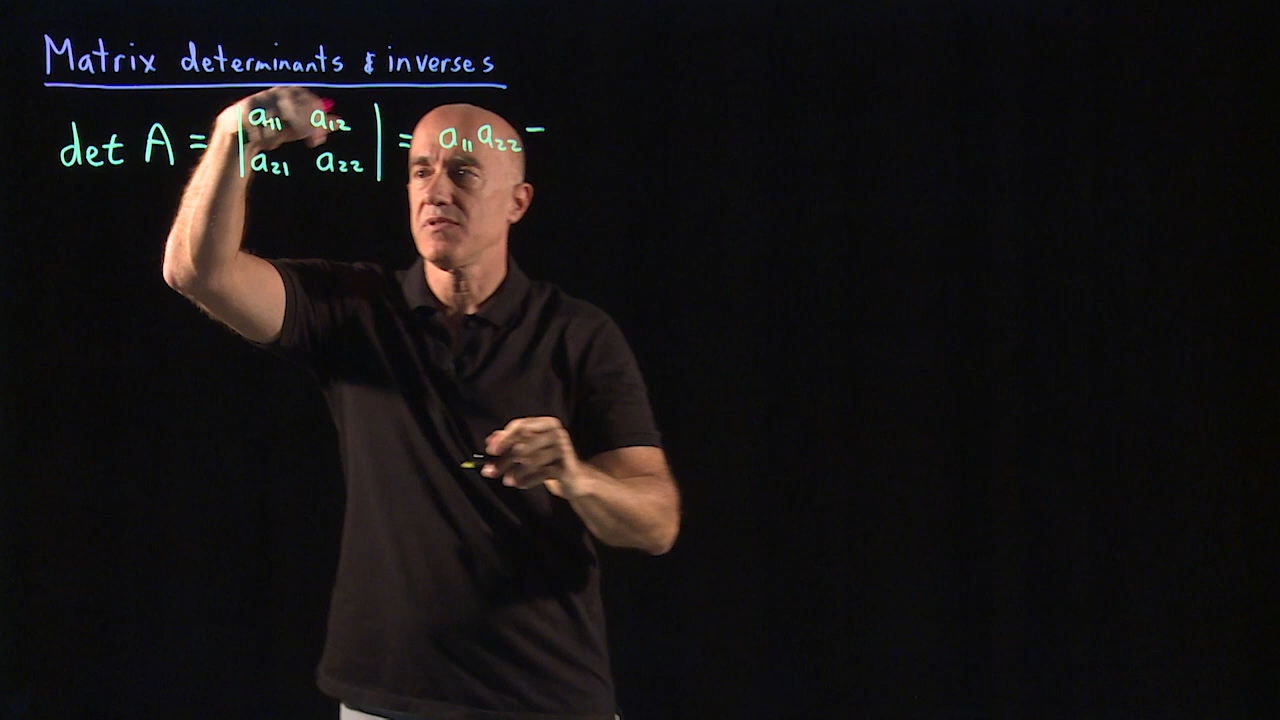 Matrix determinants & inverses
det A = | a₁₁ a₁₂ | = a₁₁a₂₂ −
| a₂₁ a₂₂ |